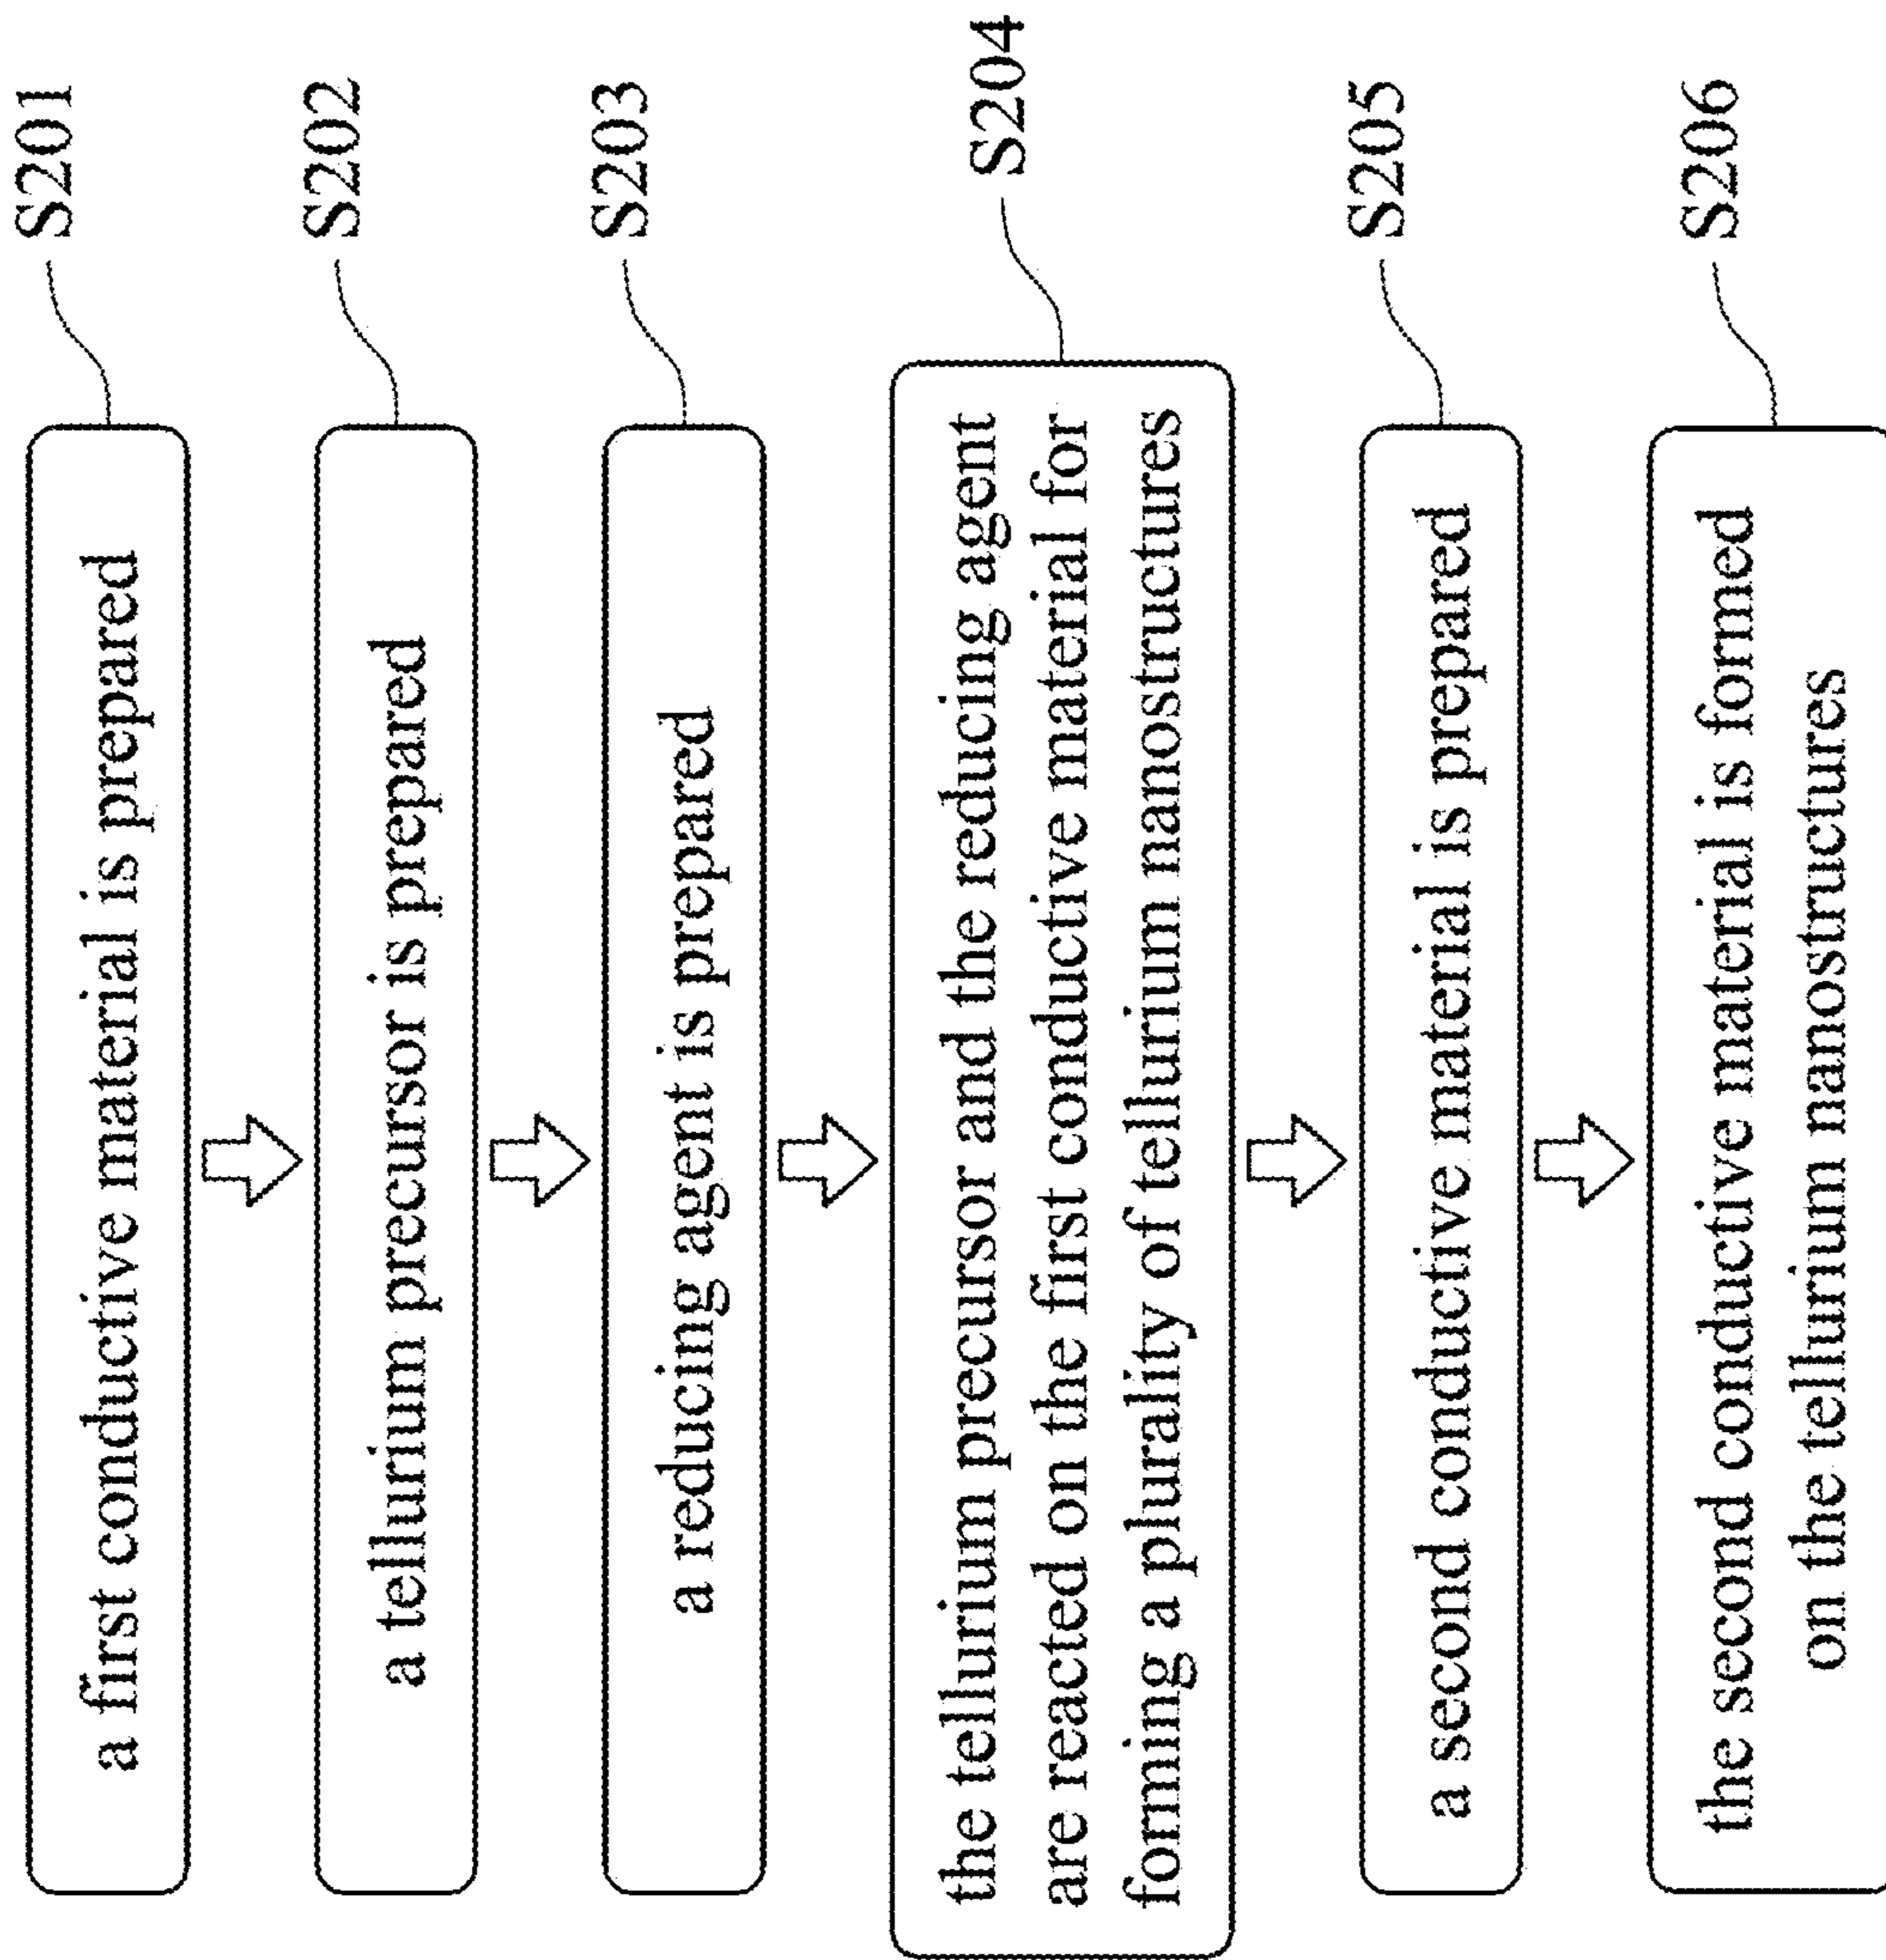 a first conductive material is prepared
S201
a tellurium precursor is prepared
S202
a reducing agent is prepared
S203
the tellurium precursor and the reducing agent
are reacted on the first conductive material for
forming a plurality of tellurium nanostructures
S204
a second conductive material is prepared
S205
the second conductive material is formed
on the tellurium nanostructures
S206